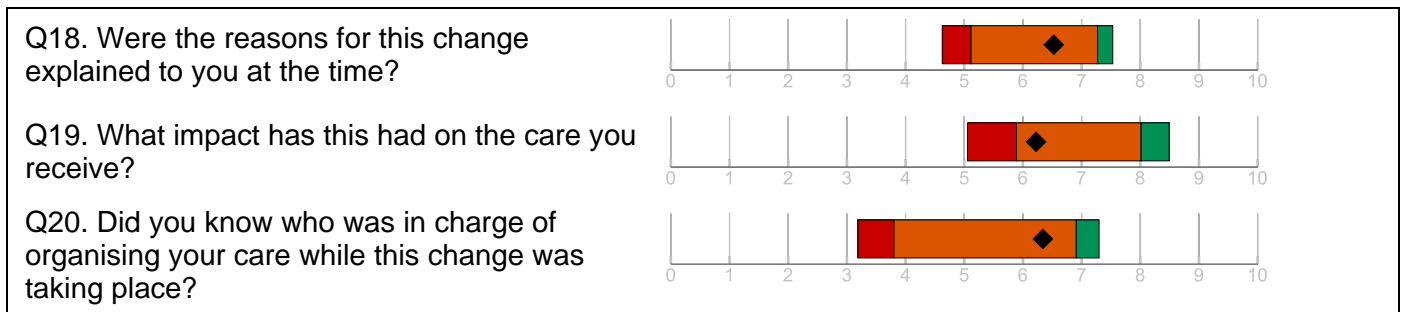 Q18. Were the reasons for this change
explained to you at the time?
0 1 2 3 4 5 6 7 8 9 10
Q19. What impact has this had on the care you
receive?
0 1 2 3 4 5 6 7 8 9 10
Q20. Did you know who was in charge of
organising your care while this change was
taking place?
0 1 2 3 4 5 6 7 8 9 10